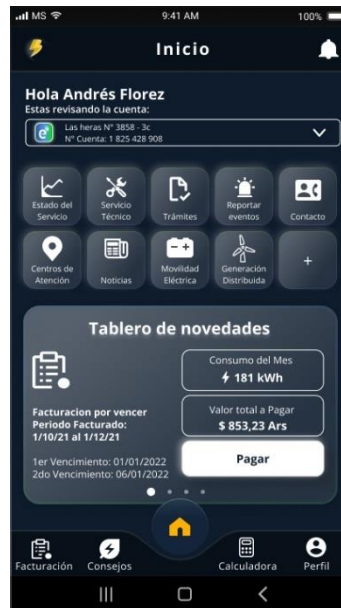 MS 9:41 AM 100%
Inicio
Hola Andrés Florez
Estas revisando la cuenta:
Las heras N° 3858 - 3c
N° Cuenta: 1 825 428 908
Estado del Servicio
Servicio Técnico
Trámites
Reportar eventos
Contacto
Centros de Atención
Noticias
Movilidad Eléctrica
Generación Distribuida
+
Tablero de novedades
Consumo del Mes
181 kWh
Facturacion por vencer
Periodo Facturado:
1/10/21 al 1/12/21
Valor total a Pagar
$ 853,23 Ars
1er Vencimiento: 01/01/2022
2do Vencimiento: 06/01/2022
Pagar
Facturación
Consejos
Calculadora
Perfil